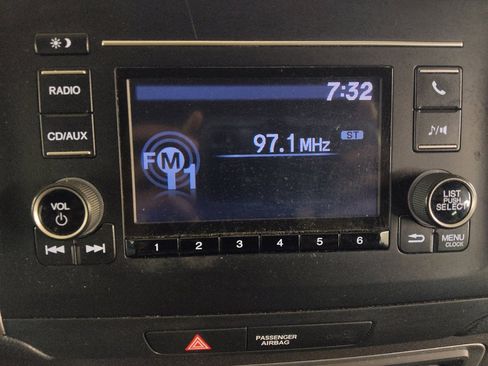 7:32
RADIO
97.1 MHz ST
CD/AUX
FM 1
LIST
PUSH
SELECT
VOL
1 2 3 4 5 6
MENU
CLOCK
PASSENGER
AIRBAG